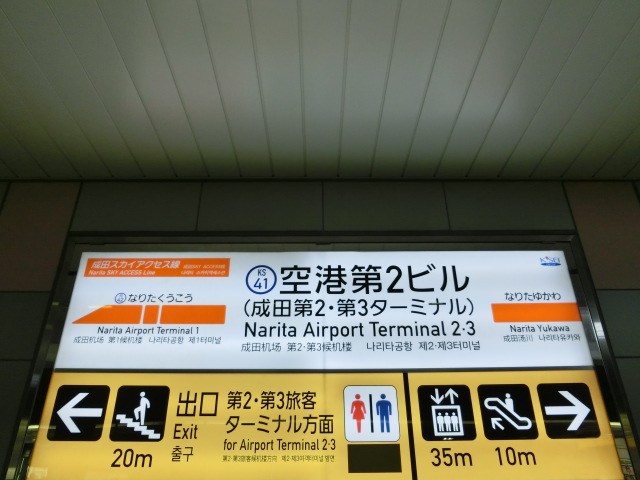 成田スカイアクセス線
Narita SKY ACCESS Line
KS
41
空港第2ビル
(成田第2・第3ターミナル)
Narita Airport Terminal 2·3
成田机场 第2·第3候机楼 나리타공항 제2·제3터미널
なりたくうこう
Narita Airport Terminal 1
成田机场 第1候机楼 나리타공항 제1터미널
KSEI
なりたゆかわ
Narita Yukawa
成田汤川 나리타유카와
20m
出口
Exit
출구
第2・第3旅客
ターミナル方面
for Airport Terminal 2·3
35m
10m